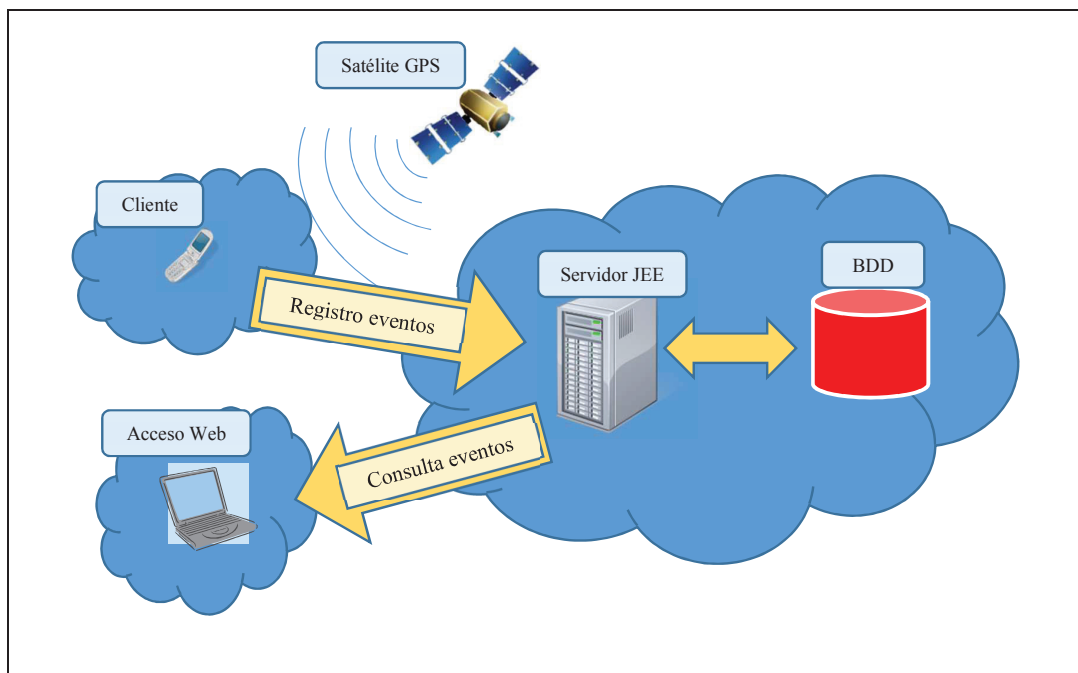 Satélite GPS
Cliente
Servidor JEE
BDD
Registro eventos
Acceso Web
Consulta eventos